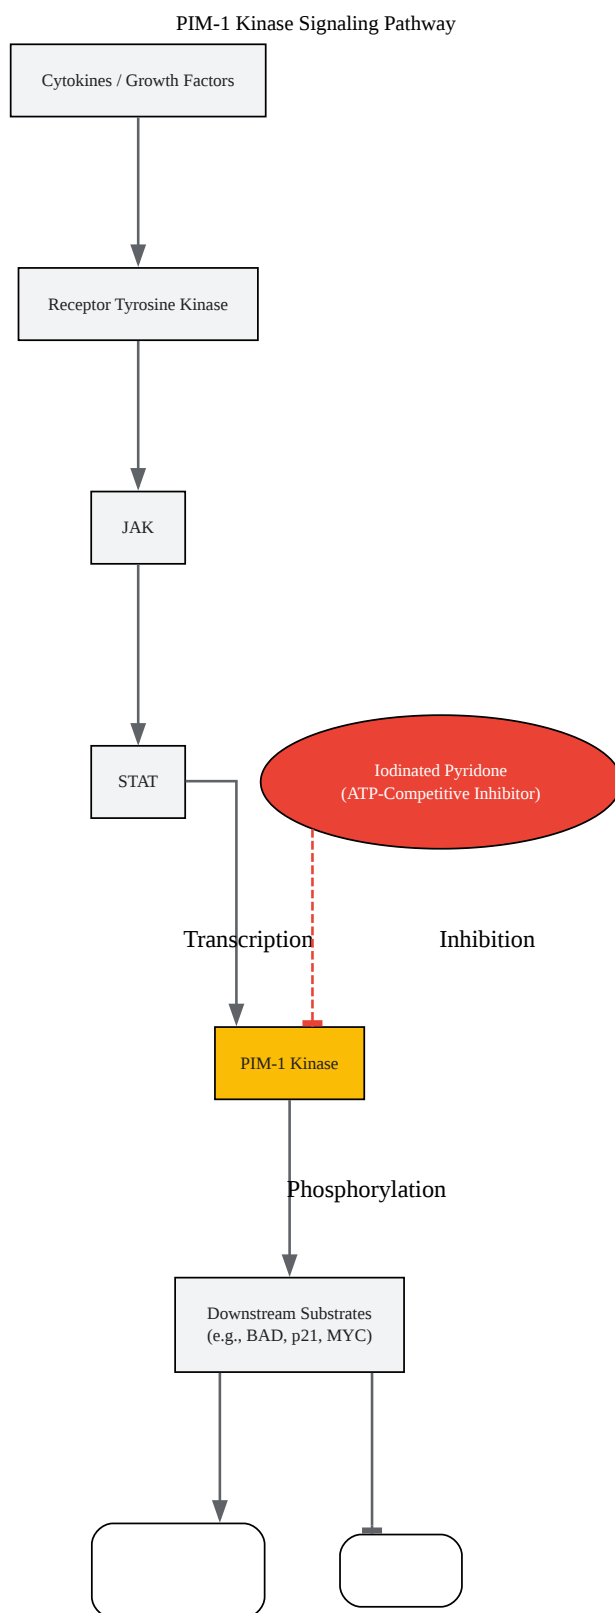 PIM-1 Kinase Signaling Pathway
Cytokines / Growth Factors
Receptor Tyrosine Kinase
JAK
STAT
Iodinated Pyridone
(ATP-Competitive Inhibitor)
Transcription
Inhibition
PIM-1 Kinase
Phosphorylation
Downstream Substrates
(e.g., BAD, p21, MYC)